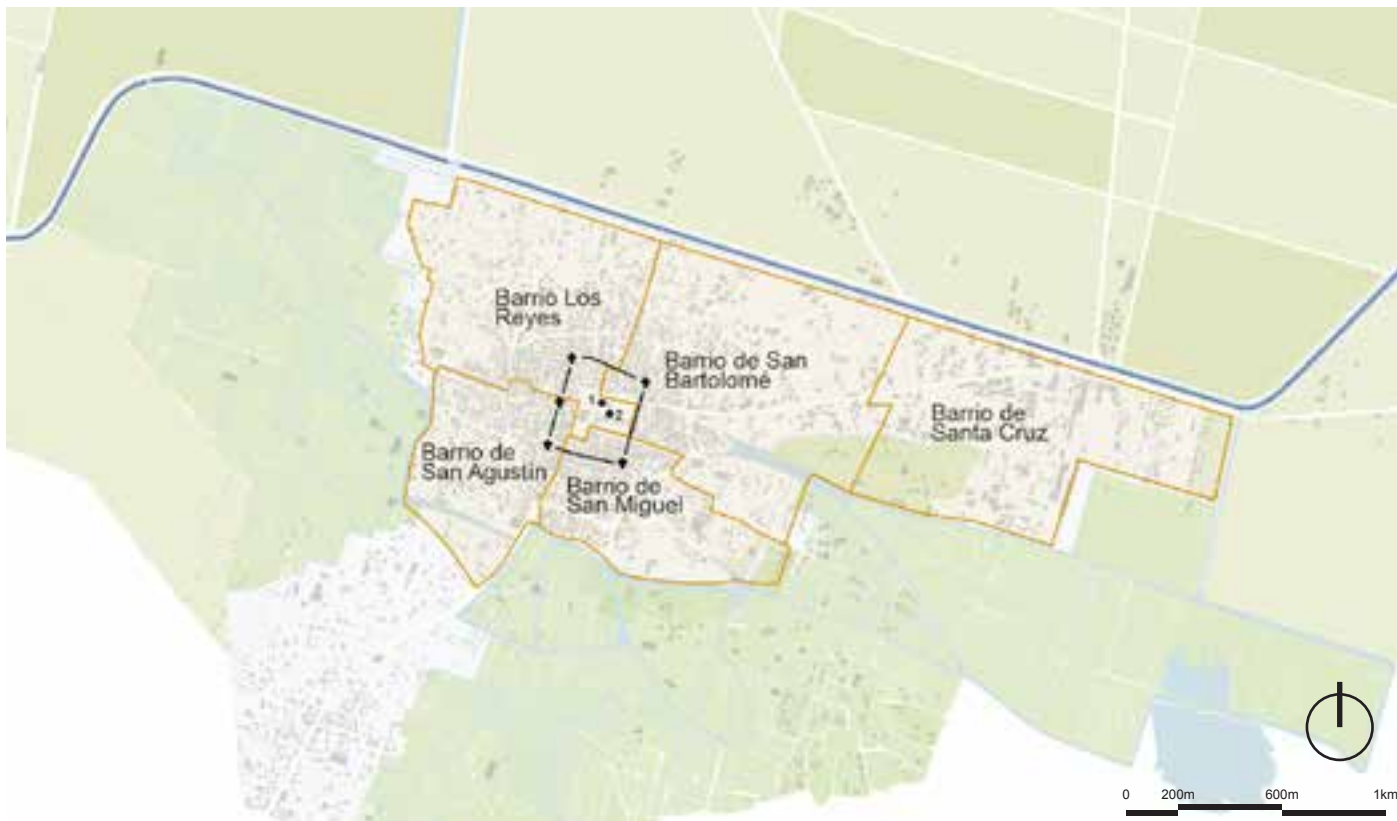 Barrio Los
Reyes
Barrio de San
Bartolomé
1
2
Barrio de
Santa Cruz
Barrio de
San Agustín
Barrio de
San Miguel
0 200m 600m 1km